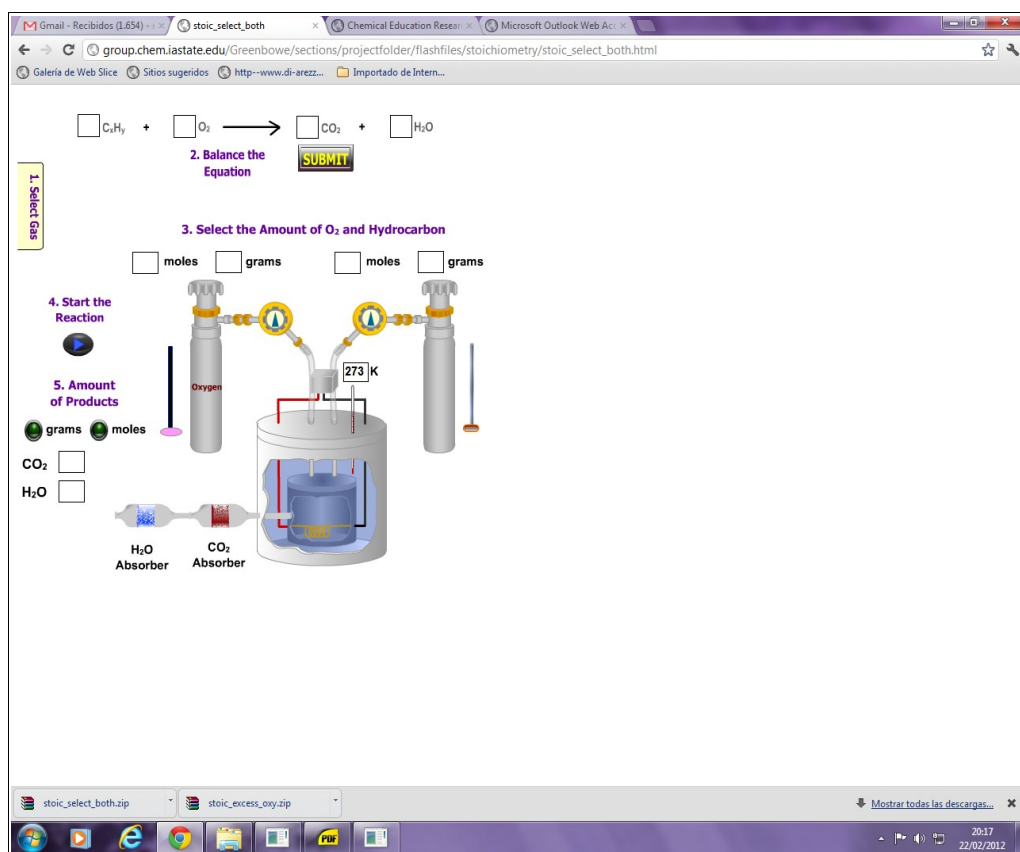 Gmail - Recibidos (1.654) -
stoic_select_both
Chemical Education Resear
Microsoft Outlook Web Acc
group.chem.iastate.edu/Greenbowe/sections/projectfolder/flashfiles/stoichiometry/stoic_select_both.html
Galería de Web Slice
Sitios sugeridos
http--www.di-arezz...
Importado de Intern...
CxHy + O₂ → CO₂ + H₂O
2. Balance the
Equation
SUBMIT
1. Select Gas
3. Select the Amount of O₂ and Hydrocarbon
moles grams moles grams
4. Start the
Reaction
273 K
Oxygen
5. Amount
of Products
grams moles
CO₂
H₂O
H₂O
Absorber
CO₂
Absorber
stoic_select_both.zip
stoic_excess_oxy.zip
Mostrar todas las descargas...
PDF
20:17
22/02/2012